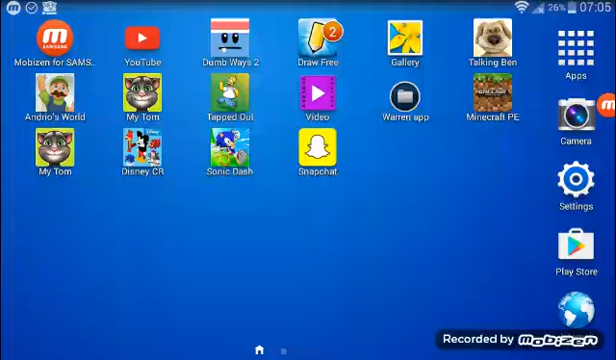 26% 07:05
Mobizen for SAMS..
YouTube
Dumb Ways 2
Draw Free
2
Gallery
Talking Ben
Apps
Andrio's World
My Tom
Tapped Out
Video
Warren app
Minecraft PE
Camera
My Tom
Disney CR
Sonic Dash
Snapchat
Settings
Play Store
Recorded by mobizen